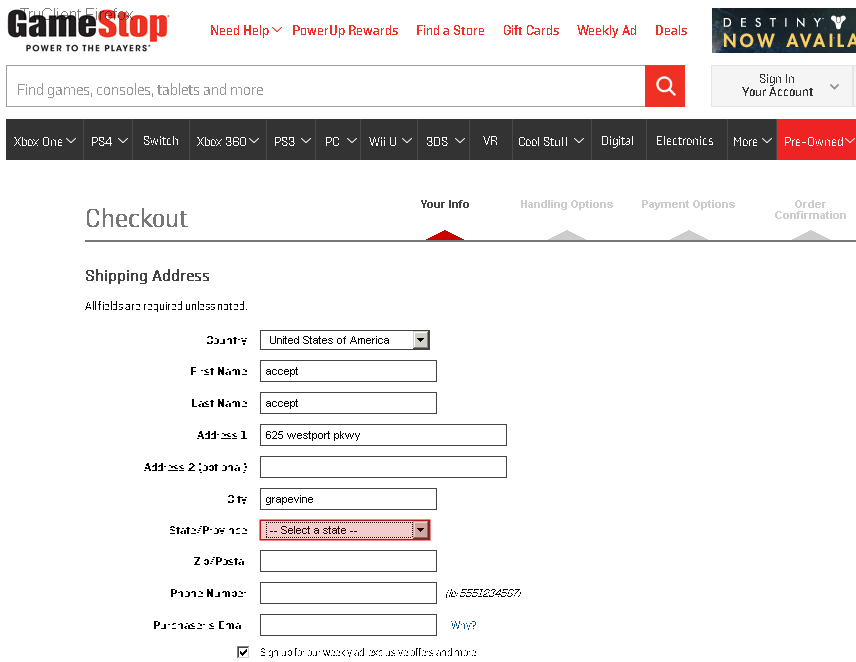 TruClient Firefox
GameStop
POWER TO THE PLAYERS
Need Help PowerUp Rewards Find a Store Gift Cards Weekly Ad Deals
DESTINY
NOW AVAILA
Find games, consoles, tablets and more
Sign In
Your Account
Xbox One PS4 Switch Xbox 360 PS3 PC Wii U 3DS VR Cool Stuff Digital Electronics More Pre-Owned
Checkout
Your Info Handling Options Payment Options Order
Confirmation
Shipping Address
All fields are required unless noted.
Country United States of America
First Name accept
Last Name accept
Address 1 625 westport pkwy
Address 2 (optional)
City grapevine
State/Province -- Select a state --
Zip/Postal
Phone Number (ie: 5551234567)
Purchaser's Email Why?
Sign up for our weekly ad, exclusive offers and more